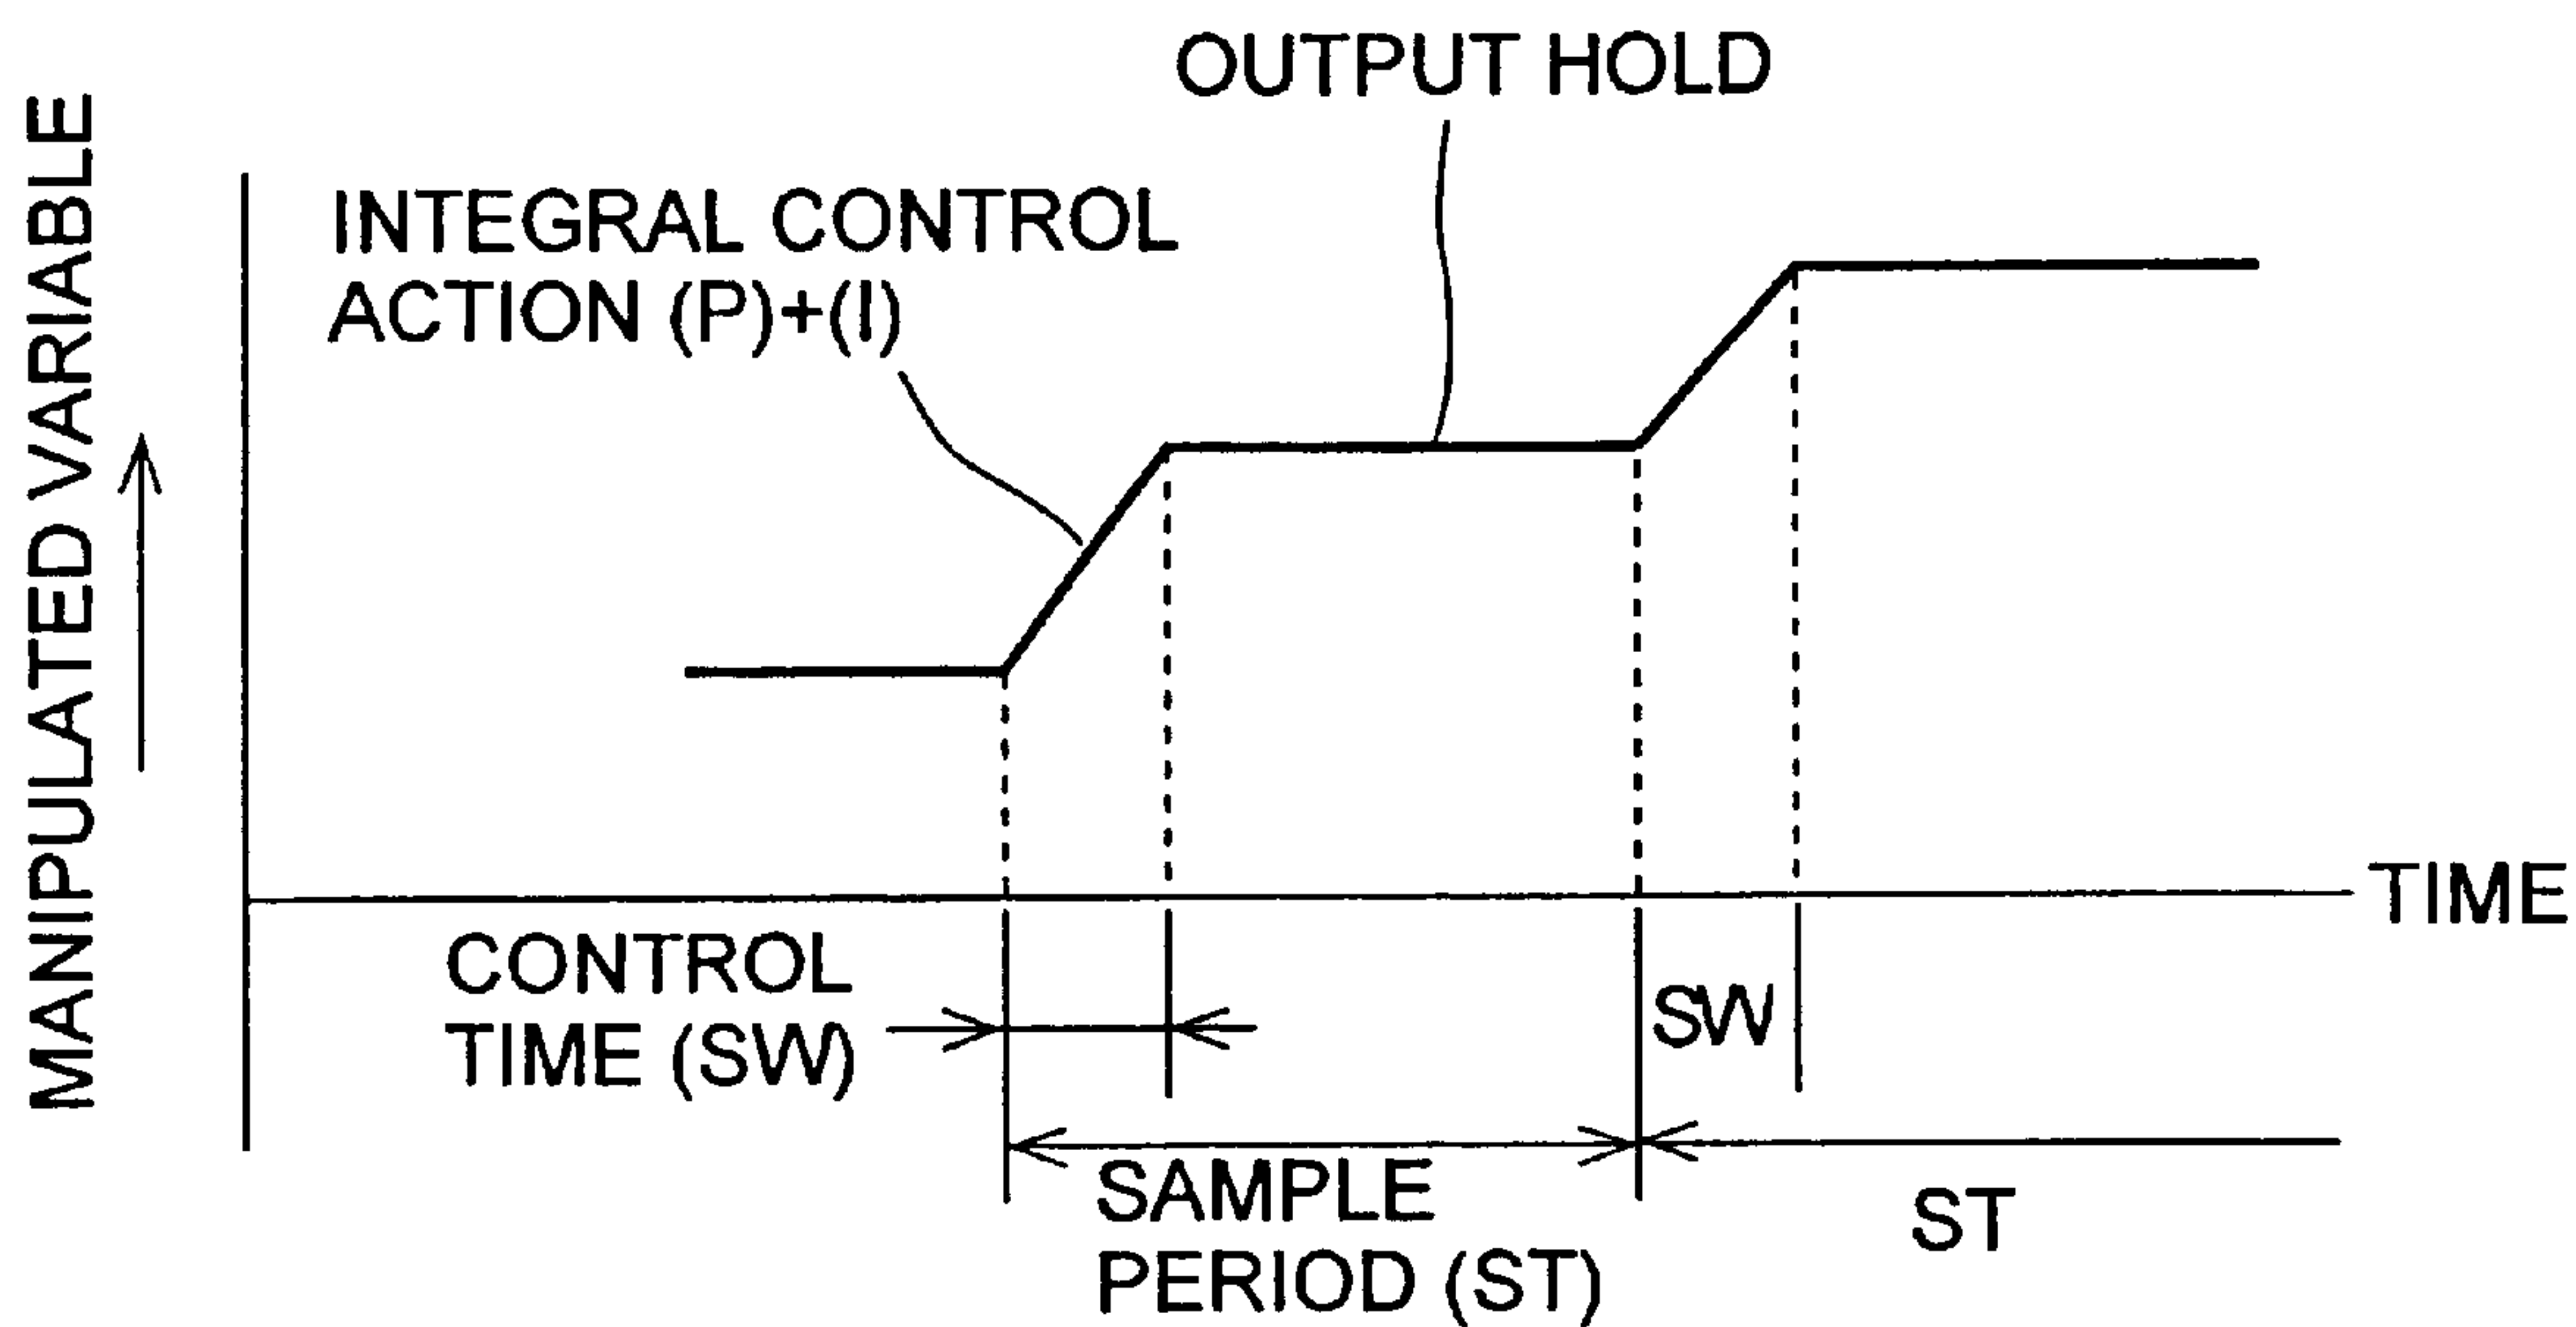 OUTPUT HOLD
MANIPULATED VARIABLE
INTEGRAL CONTROL
ACTION (P)+(I)
TIME
CONTROL
TIME (SW)
SW
SAMPLE
PERIOD (ST)
ST